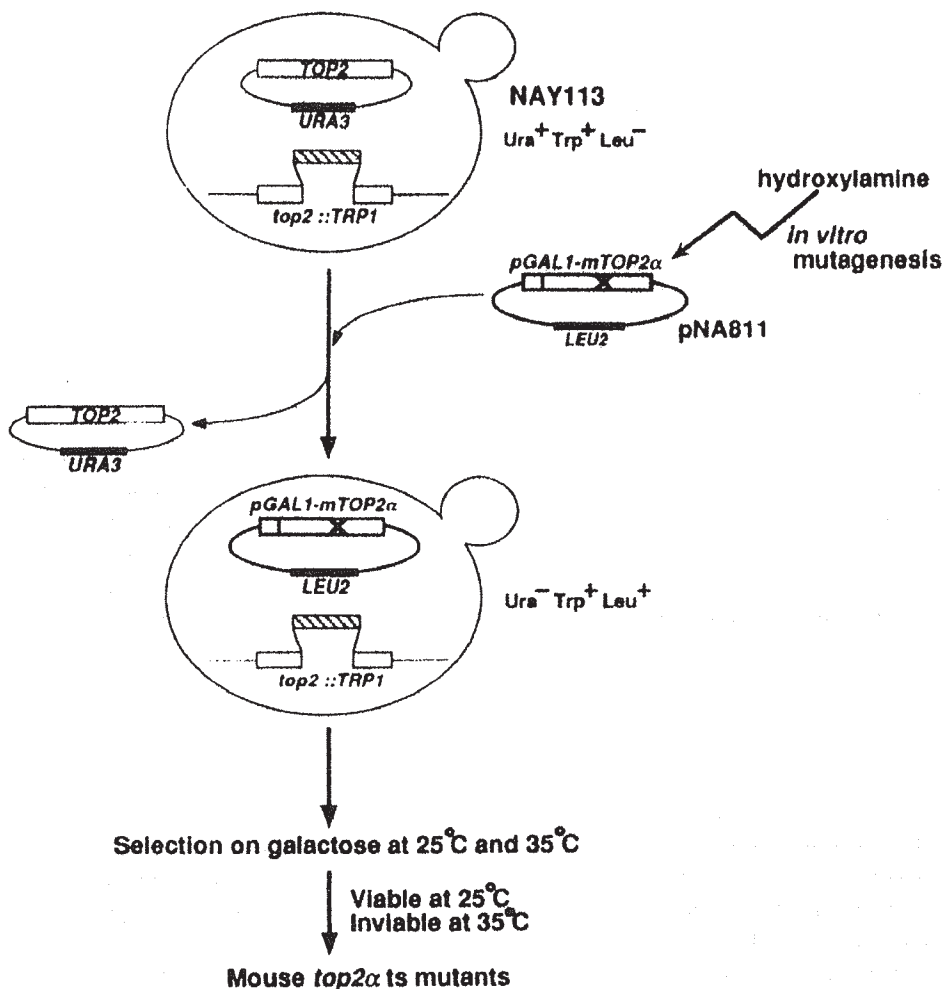 TOP2
URA3
NAY113
Ura+ Trp+ Leu-
top2 ::TRP1
hydroxylamine
in vitro
mutagenesis
pGAL1-mTOP2α
LEU2
pNA811
TOP2
URA3
pGAL1-mTOP2α
LEU2
Ura- Trp+ Leu+
top2 ::TRP1
Selection on galactose at 25°C and 35°C
Viable at 25°C
Inviable at 35°C
Mouse top2α ts mutants